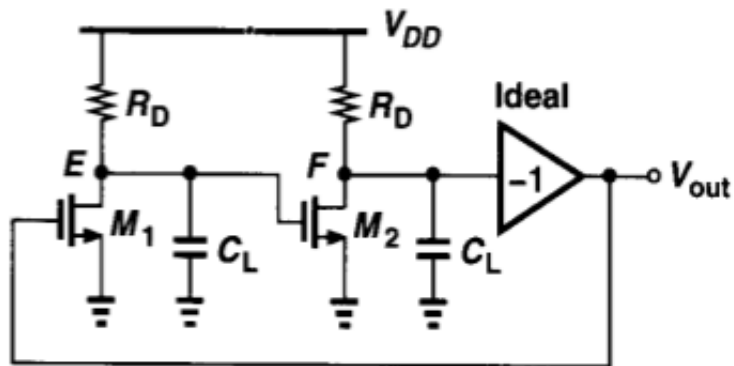 V_DD
R_D
R_D
Ideal
E
F
-1
V_out
M_1
C_L
M_2
C_L